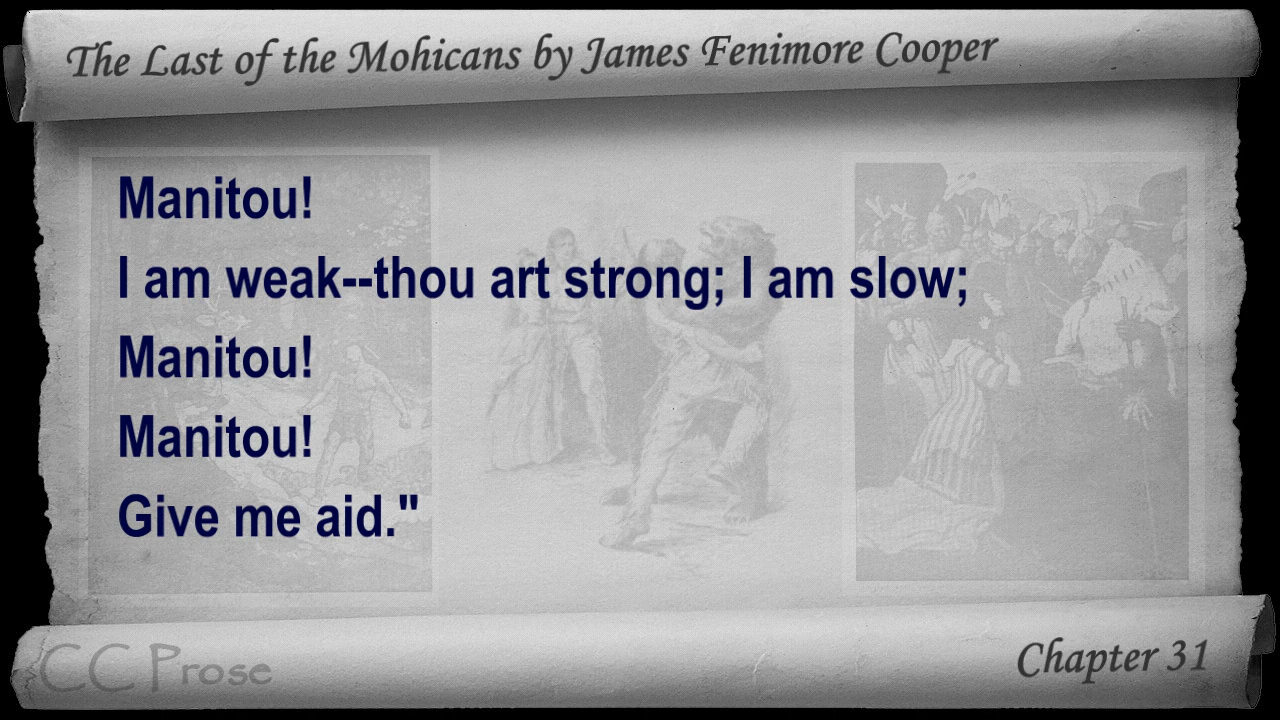 The Last of the Mohicans by James Fenimore Cooper
Manitou!
I am weak--thou art strong; I am slow;
Manitou!
Manitou!
Give me aid."
CC Prose
Chapter 31